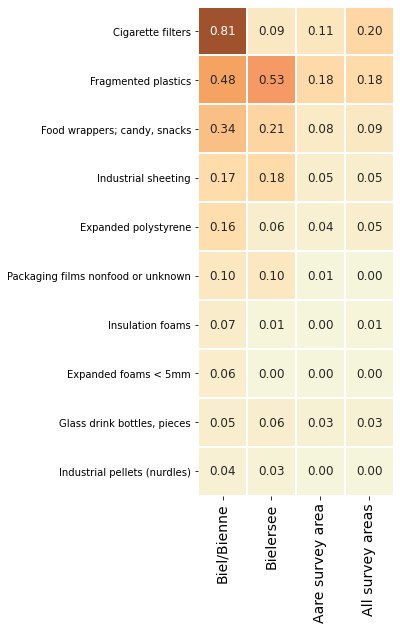 Cigarette filters 0.81 0.09 0.11 0.20
Fragmented plastics 0.48 0.53 0.18 0.18
Food wrappers; candy, snacks 0.34 0.21 0.08 0.09
Industrial sheeting 0.17 0.18 0.05 0.05
Expanded polystyrene 0.16 0.06 0.04 0.05
Packaging films nonfood or unknown 0.10 0.10 0.01 0.00
Insulation foams 0.07 0.01 0.00 0.01
Expanded foams < 5mm 0.06 0.00 0.00 0.00
Glass drink bottles, pieces 0.05 0.06 0.03 0.03
Industrial pellets (nurdles) 0.04 0.03 0.00 0.00
Biel/Bienne
Bielersee
Aare survey area
All survey areas